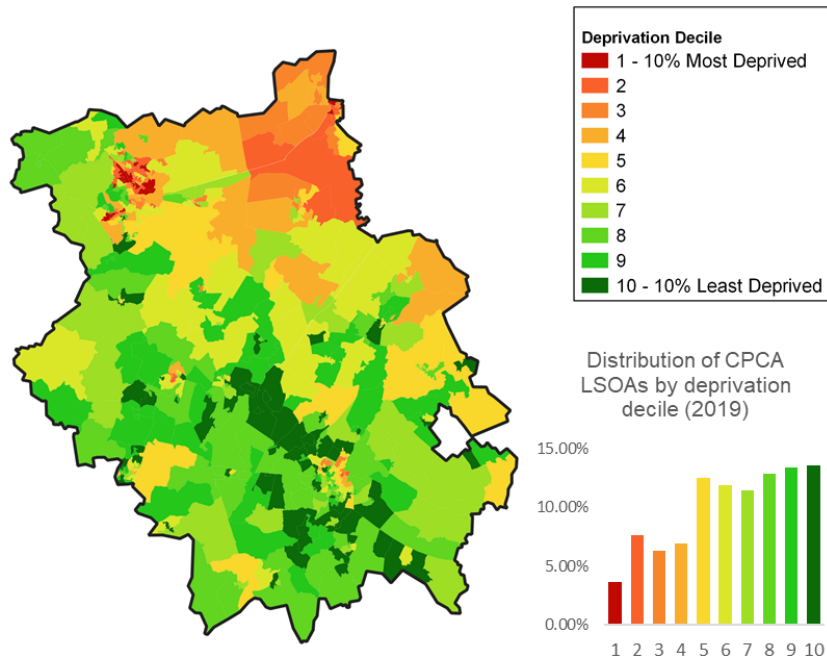 Deprivation Decile
1 - 10% Most Deprived
2
3
4
5
6
7
8
9
10 - 10% Least Deprived
Distribution of CPCA
LSOAs by deprivation
decile (2019)
15.00%
10.00%
5.00%
0.00%
1 2 3 4 5 6 7 8 9 10